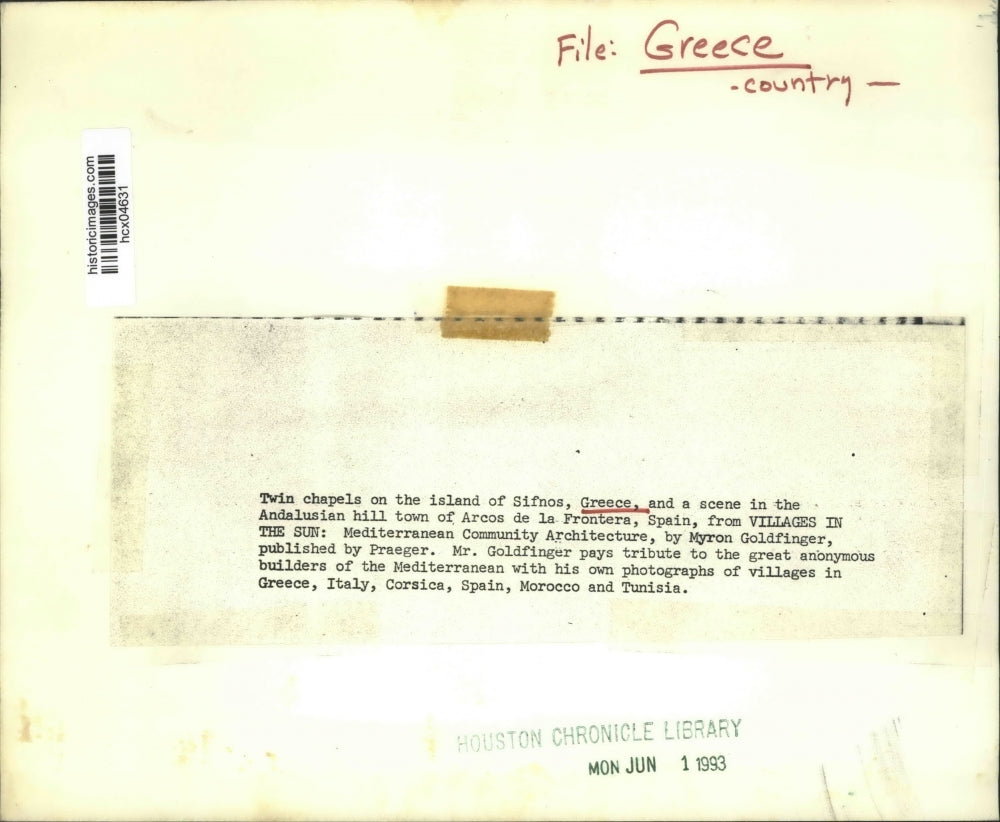 File: Greece
-country-
historicimages.com
hcx04631
Twin chapels on the island of Sifnos, Greece, and a scene in the
Andalusian hill town of Arcos de la Frontera, Spain, from VILLAGES IN
THE SUN: Mediterranean Community Architecture, by Myron Goldfinger,
published by Praeger. Mr. Goldfinger pays tribute to the great anonymous
builders of the Mediterranean with his own photographs of villages in
Greece, Italy, Corsica, Spain, Morocco and Tunisia.
HOUSTON CHRONICLE LIBRARY
MON JUN 1 1993